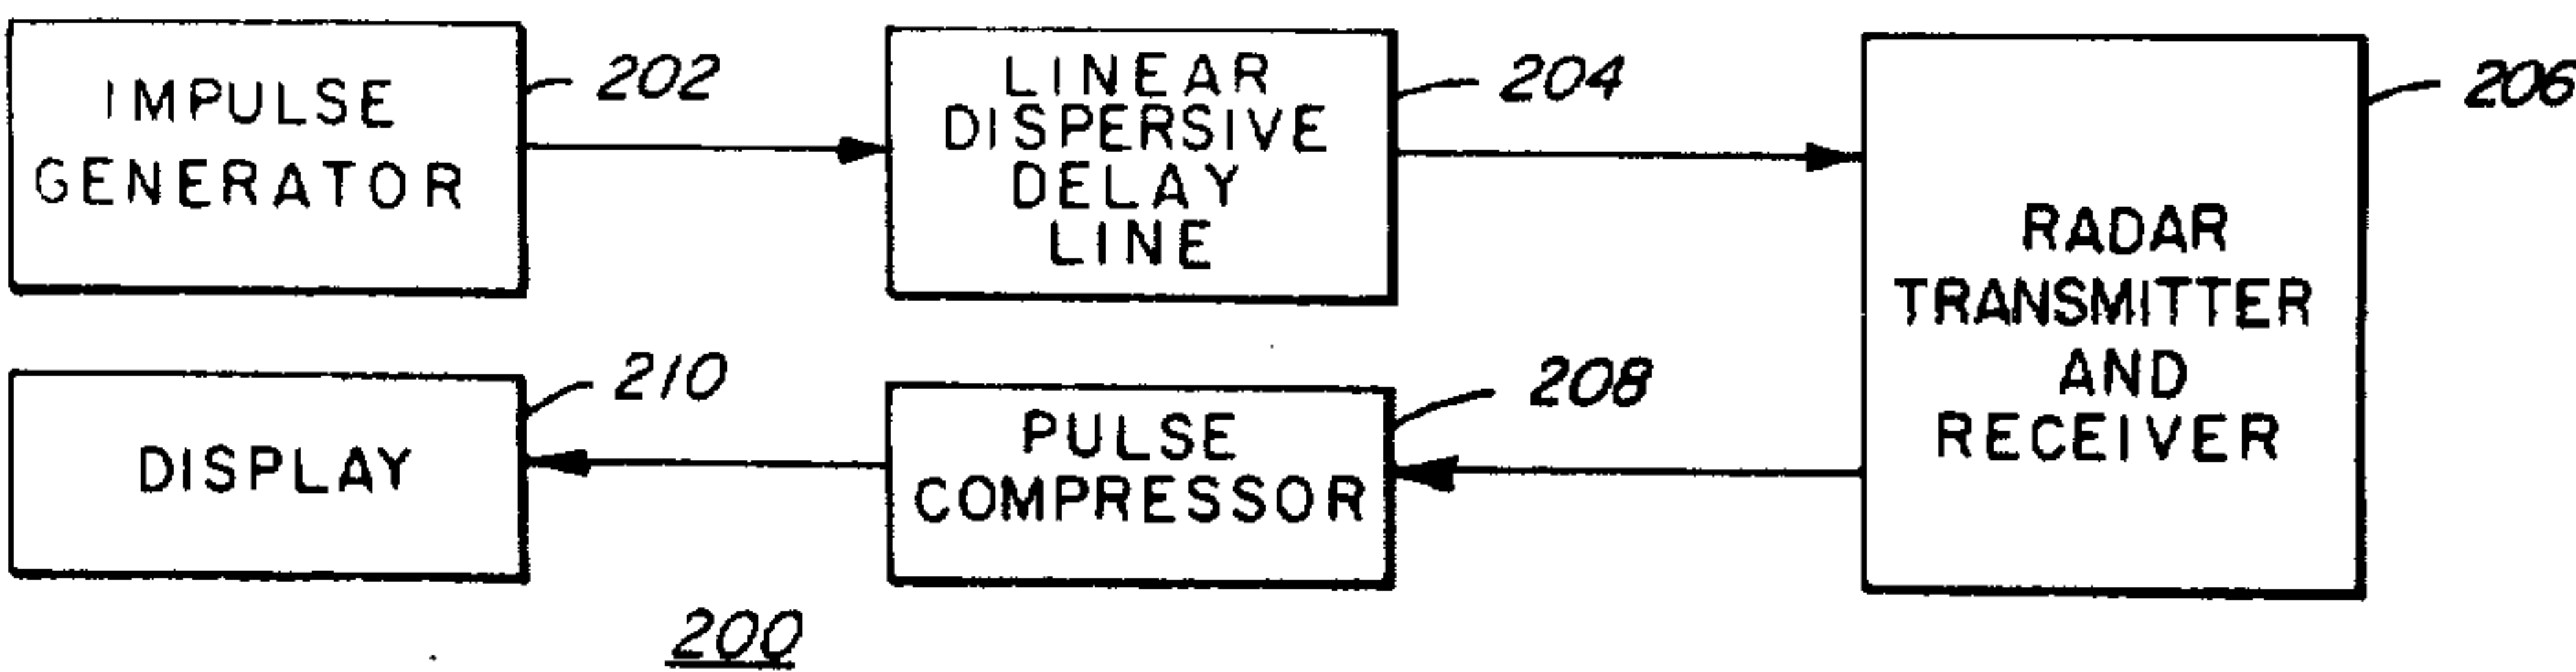 IMPULSE
GENERATOR
202
LINEAR
DISPERSIVE
DELAY
LINE
204
RADAR
TRANSMITTER
AND
RECEIVER
206
DISPLAY
210
PULSE
COMPRESSOR
208
200